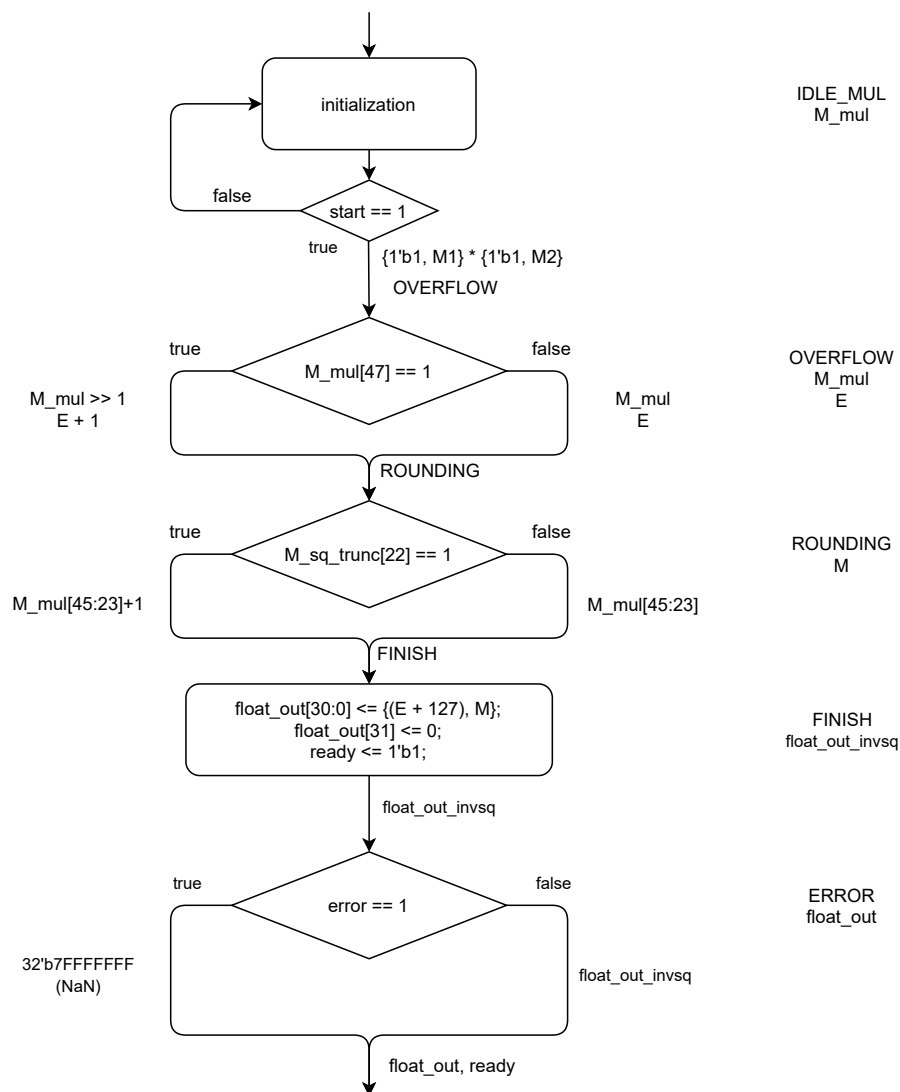 initialization
IDLE_MUL
M_mul
false
start == 1
true
{1'b1, M1} * {1'b1, M2}
OVERFLOW
true
false
M_mul[47] == 1
OVERFLOW
M_mul
E
M_mul >> 1
E + 1
M_mul
E
ROUNDING
true
false
M_sq_trunc[22] == 1
ROUNDING
M
M_mul[45:23]+1
M_mul[45:23]
FINISH
float_out[30:0] <= {(E + 127), M};
float_out[31] <= 0;
ready <= 1'b1;
FINISH
float_out_invsq
float_out_invsq
true
false
error == 1
ERROR
float_out
32'b7FFFFFFF
(NaN)
float_out_invsq
float_out, ready